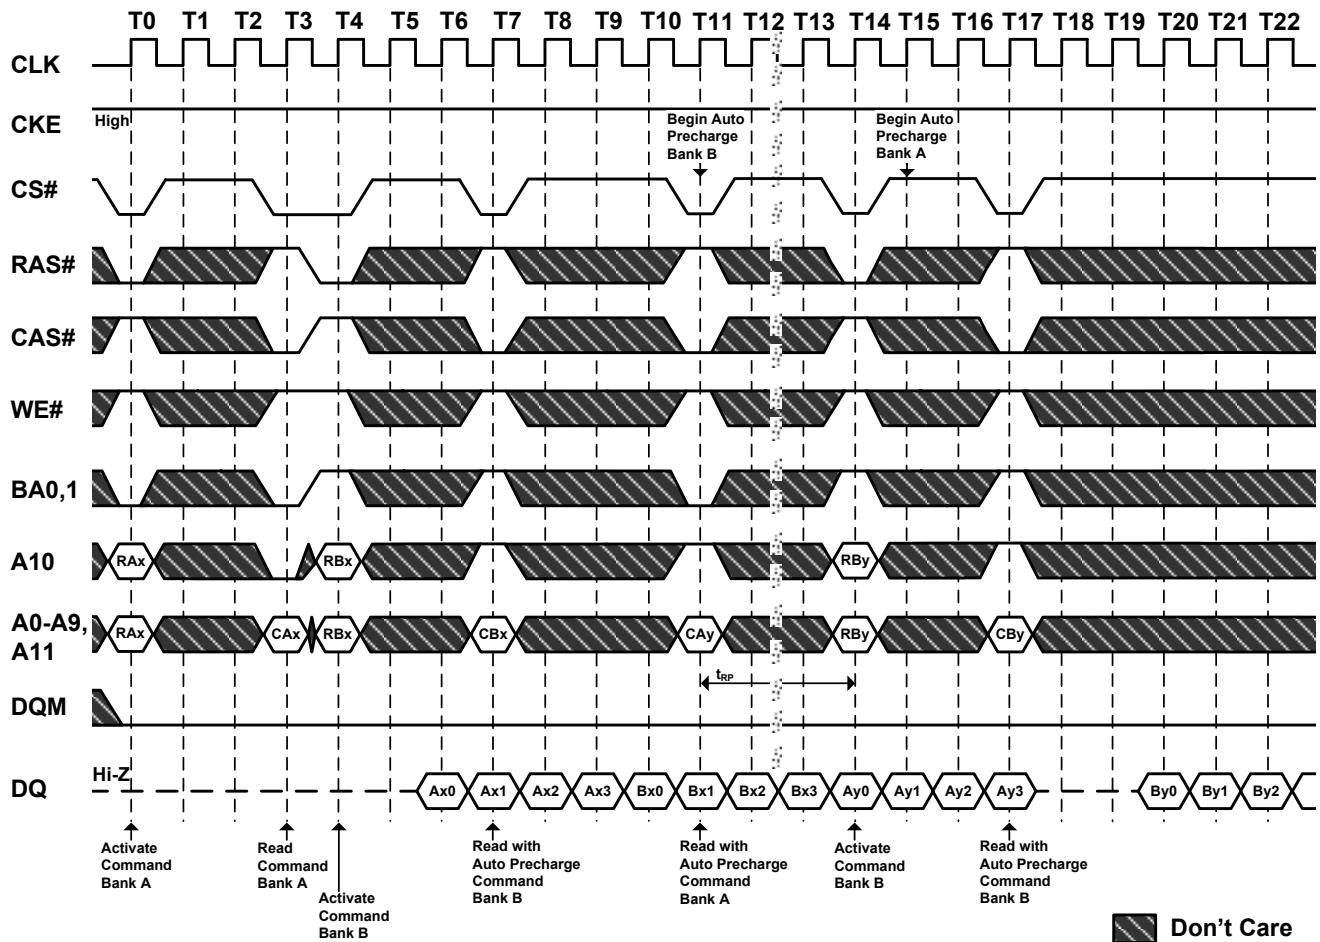 T0 T1 T2 T3 T4 T5 T6 T7 T8 T9 T10 T11 T12 T13 T14 T15 T16 T17 T18 T19 T20 T21 T22
CLK
CKE
High
Begin Auto
Precharge
Bank B
Begin Auto
Precharge
Bank A
CS#
RAS#
CAS#
WE#
BA0,1
A10
RAx RBx RBy
A0-A9,
A11
RAx CAx RBx CBx CAy RBy CBy
tRP
DQM
Hi-Z
DQ
Ax0 Ax1 Ax2 Ax3 Bx0 Bx1 Bx2 Bx3 Ay0 Ay1 Ay2 Ay3 By0 By1 By2
Activate
Command
Bank A
Read
Command
Bank A
Activate
Command
Bank B
Read with
Auto Precharge
Command
Bank B
Read with
Auto Precharge
Command
Bank A
Activate
Command
Bank B
Read with
Auto Precharge
Command
Bank B
Don't Care